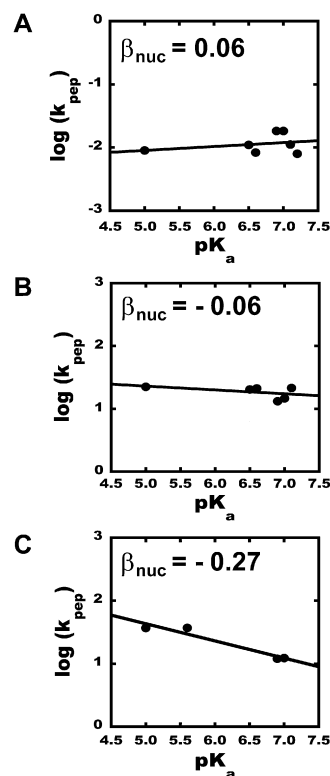 A
βnuc = 0.06
0
-1
-2
-3
log (kpep)
4.5 5.0 5.5 6.0 6.5 7.0 7.5
pKa
B
βnuc = - 0.06
3
2
1
0
log (kpep)
4.5 5.0 5.5 6.0 6.5 7.0 7.5
pKa
C
βnuc = - 0.27
3
2
1
0
log (kpep)
4.5 5.0 5.5 6.0 6.5 7.0 7.5
pKa